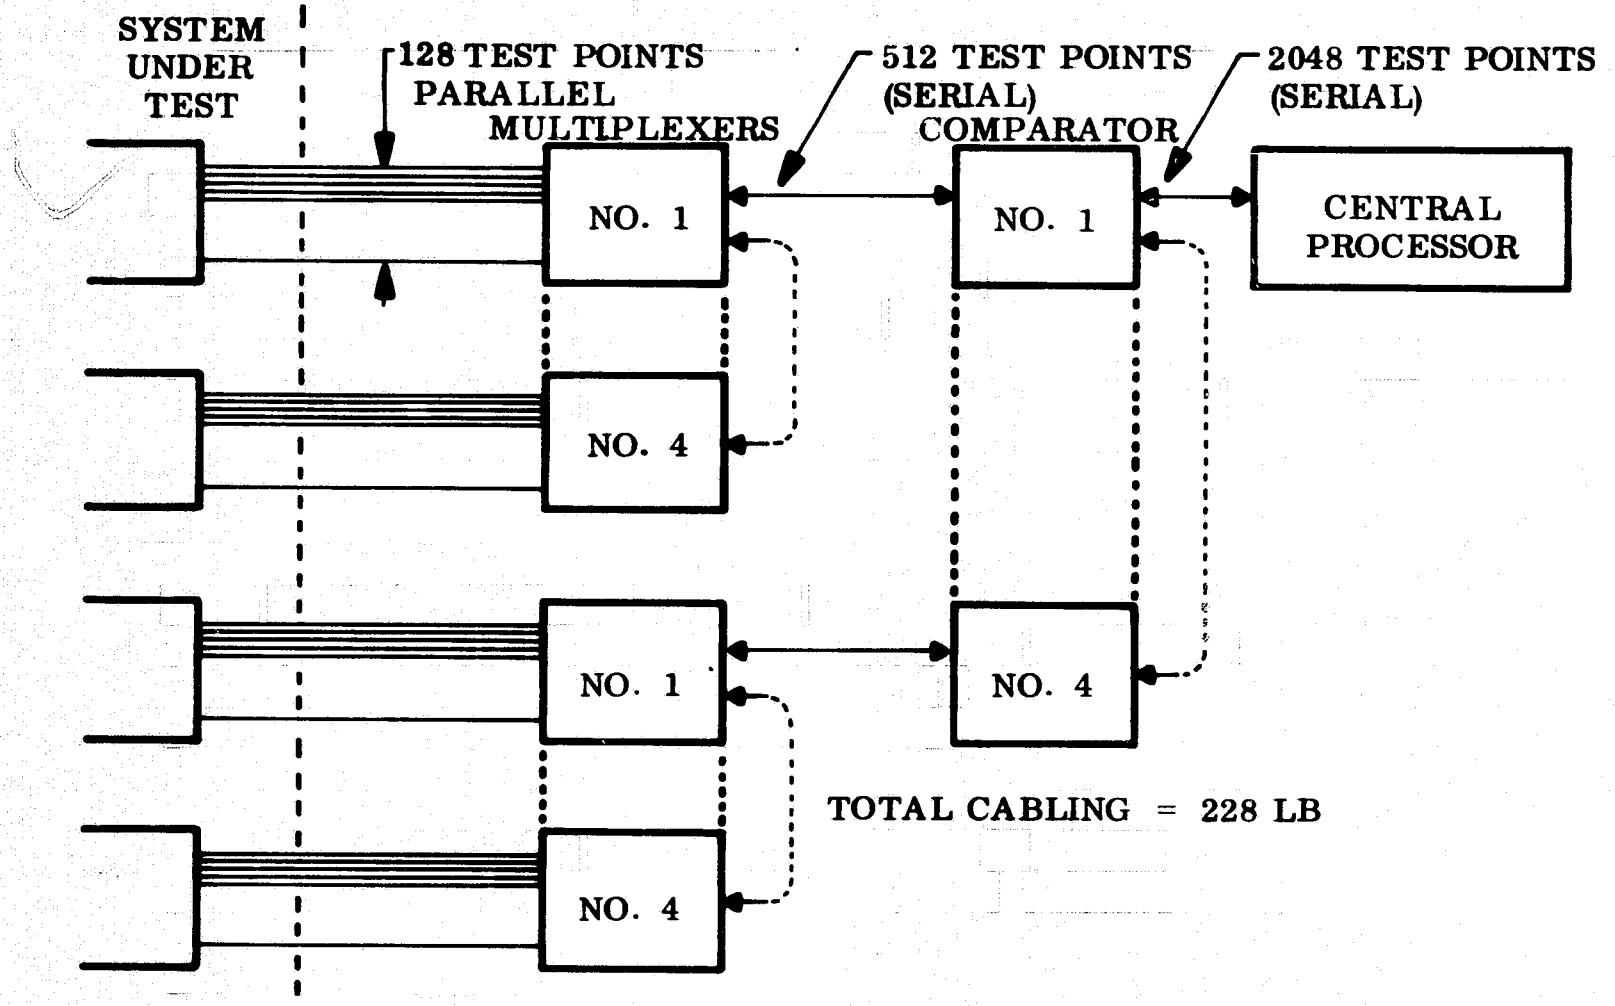 SYSTEM
UNDER
TEST
128 TEST POINTS
PARALLEL
MULTIPLEXERS
512 TEST POINTS
(SERIAL)
COMPARATOR
2048 TEST POINTS
(SERIAL)
NO. 1
NO. 1
CENTRAL
PROCESSOR
NO. 4
NO. 1
NO. 4
TOTAL CABLING = 228 LB
NO. 4